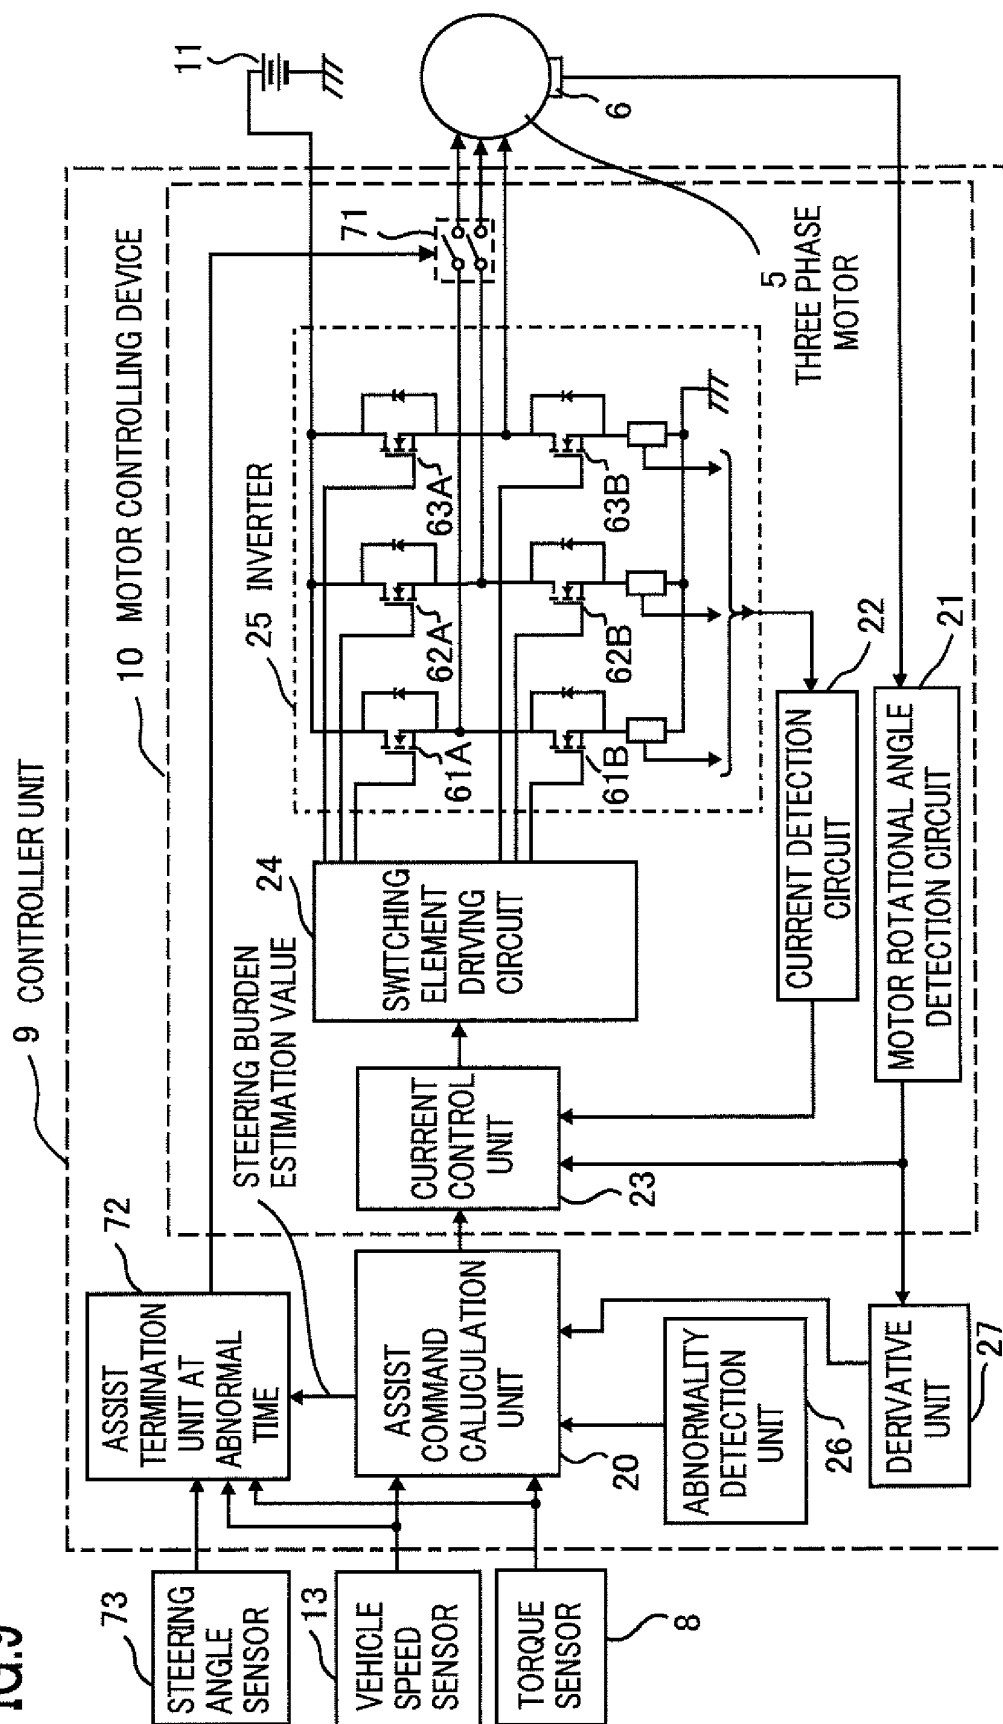 FIG.9
9 CONTROLLER UNIT
10 MOTOR CONTROLLING DEVICE
25 INVERTER
11
71
72
ASSIST
TERMINATION
UNIT AT
ABNORMAL
TIME
STEERING BURDEN
ESTIMATION VALUE
24
SWITCHING
ELEMENT
DRIVING
CIRCUIT
61A
62A
63A
61B
62B
63B
73
STEERING
ANGLE
SENSOR
13
VEHICLE
SPEED
SENSOR
TORQUE
SENSOR
8
ASSIST
COMMAND
CALUCULATION
UNIT
20
CURRENT
CONTROL
UNIT
23
6
5
THREE PHASE
MOTOR
ABNORMALITY
DETECTION
UNIT
26
22
CURRENT DETECTION
CIRCUIT
21
MOTOR ROTATIONAL ANGLE
DETECTION CIRCUIT
DERIVATIVE
UNIT
27